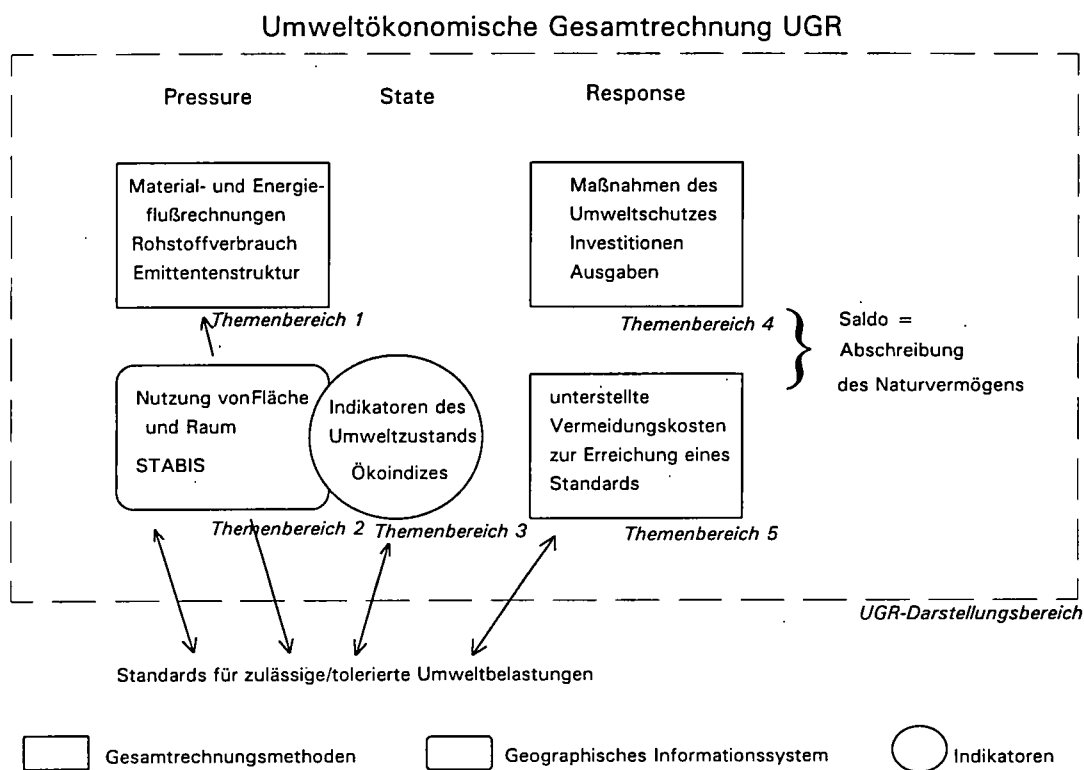 Umweltökonomische Gesamtrechnung UGR
Pressure
State
Response
Material- und Energie-
flußrechnungen
Rohstoffverbrauch
Emittentenstruktur
Themenbereich 1
Maßnahmen des
Umweltschutzes
Investitionen
Ausgaben
Themenbereich 4
Saldo =
Abschreibung
des Naturvermögens
Nutzung von Fläche
und Raum
STABIS
Themenbereich 2
Indikatoren des
Umweltzustands
Ökoindizes
Themenbereich 3
unterstellte
Vermeidungskosten
zur Erreichung eines
Standards
Themenbereich 5
UGR-Darstellungsbereich
Standards für zulässige/tolerierte Umweltbelastungen
Gesamtrechnungsmethoden
Geographisches Informationssystem
Indikatoren